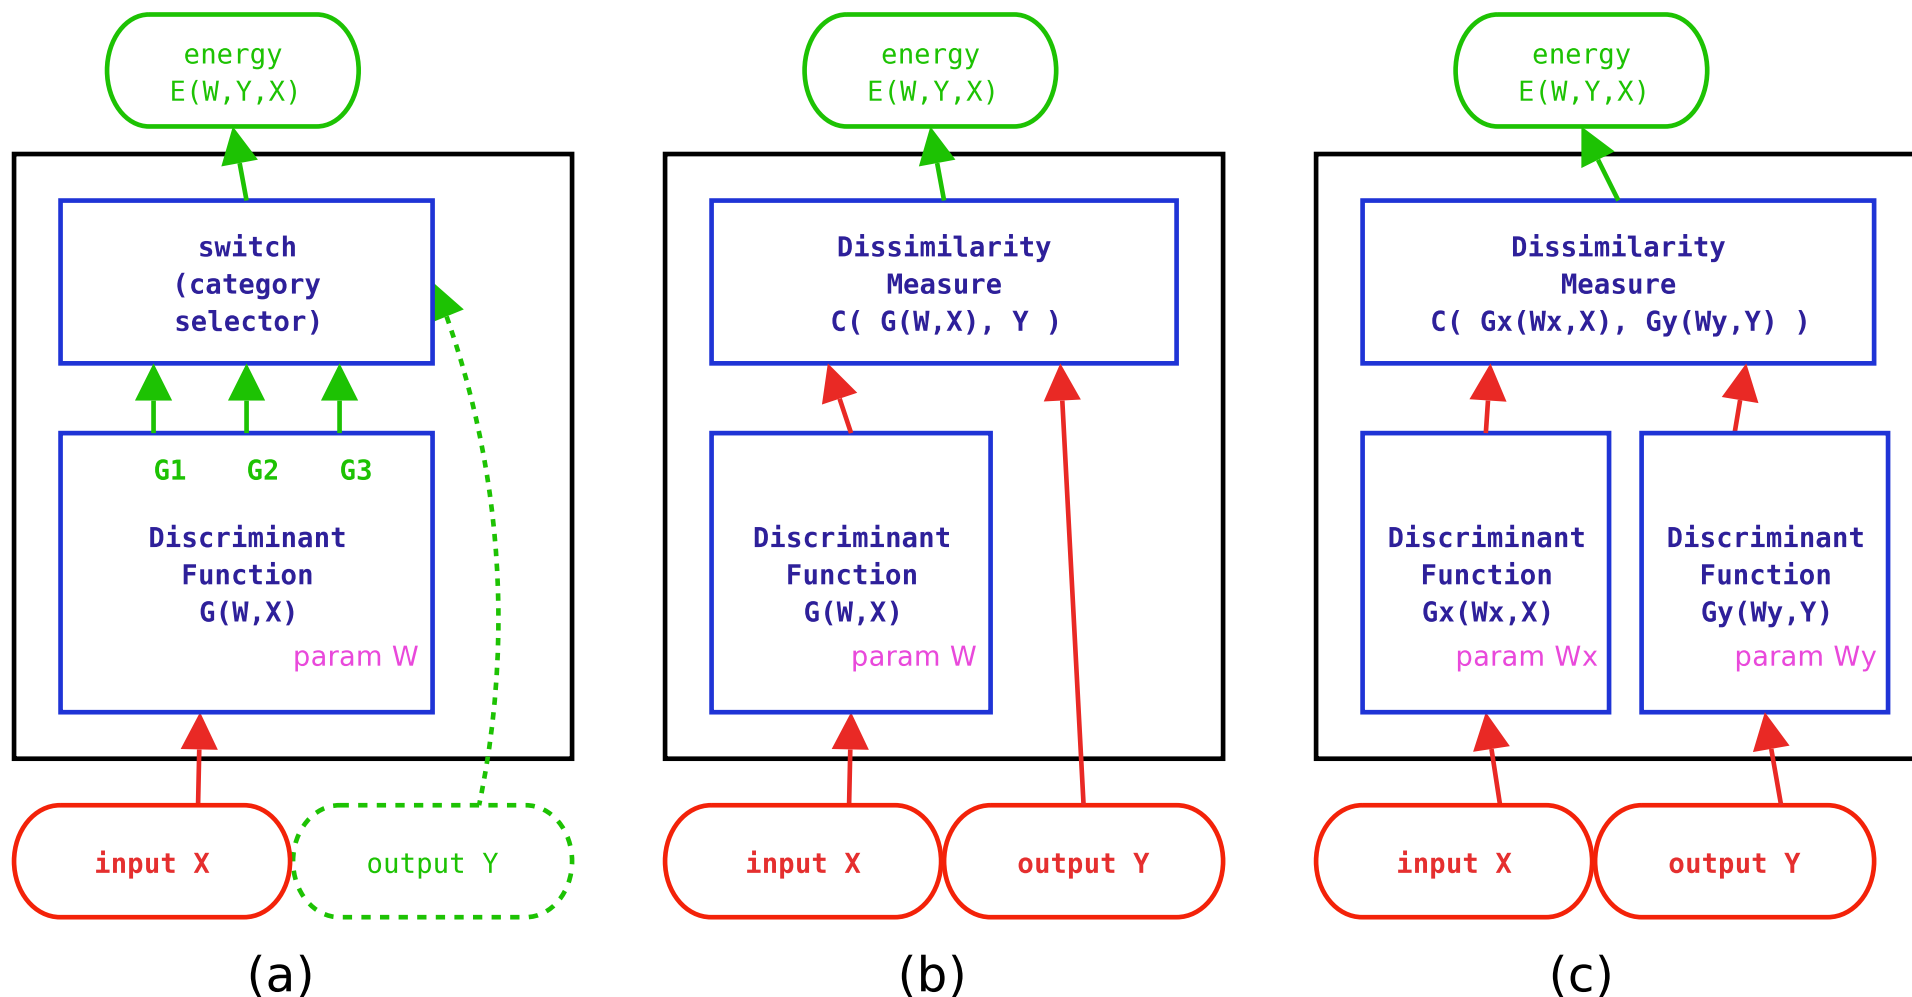 energy
E(W,Y,X)
switch
(category
selector)
G1 G2 G3
Discriminant
Function
G(W,X)
param W
input X
output Y
(a)
energy
E(W,Y,X)
Dissimilarity
Measure
C( G(W,X), Y )
Discriminant
Function
G(W,X)
param W
input X
output Y
(b)
energy
E(W,Y,X)
Dissimilarity
Measure
C( Gx(Wx,X), Gy(Wy,Y) )
Discriminant
Function
Gx(Wx,X)
param Wx
Discriminant
Function
Gy(Wy,Y)
param Wy
input X
output Y
(c)